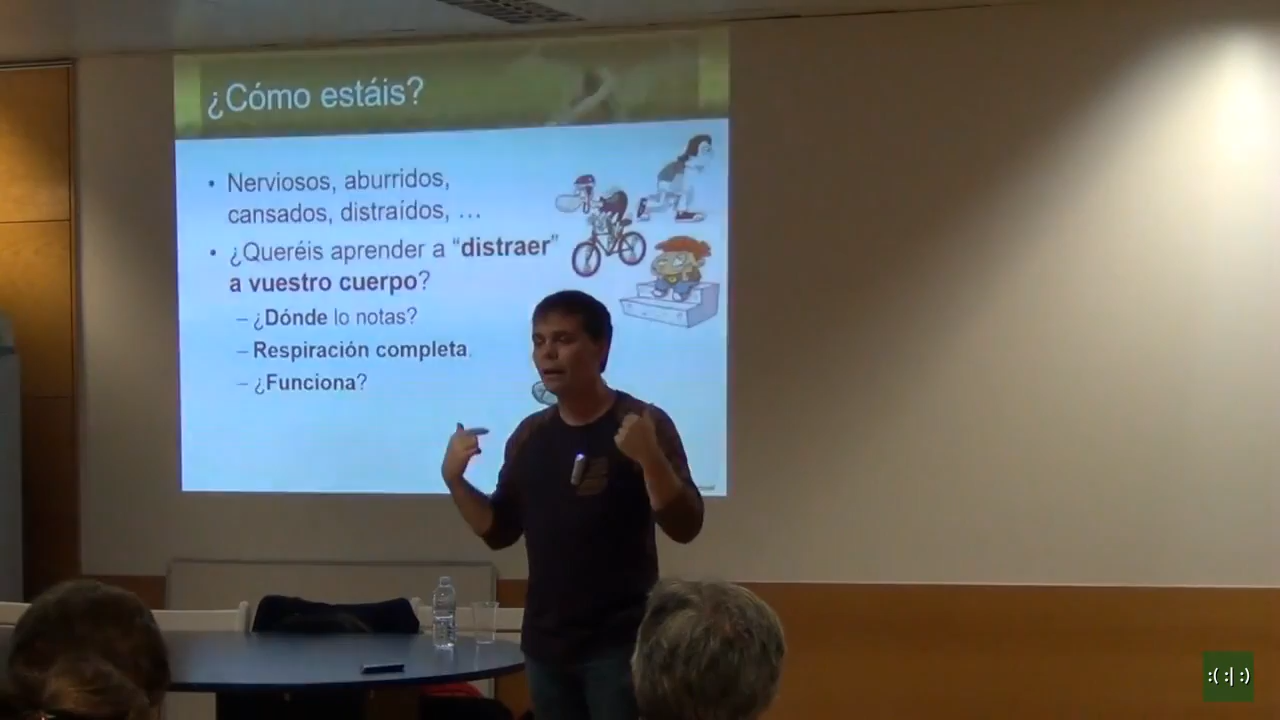 ¿Cómo estáis?
• Nerviosos, aburridos,
cansados, distraídos, ...
• ¿Queréis aprender a “distraer”
a vuestro cuerpo?
– ¿Dónde lo notas?
– Respiración completa.
– ¿Funciona?
:( :| :)